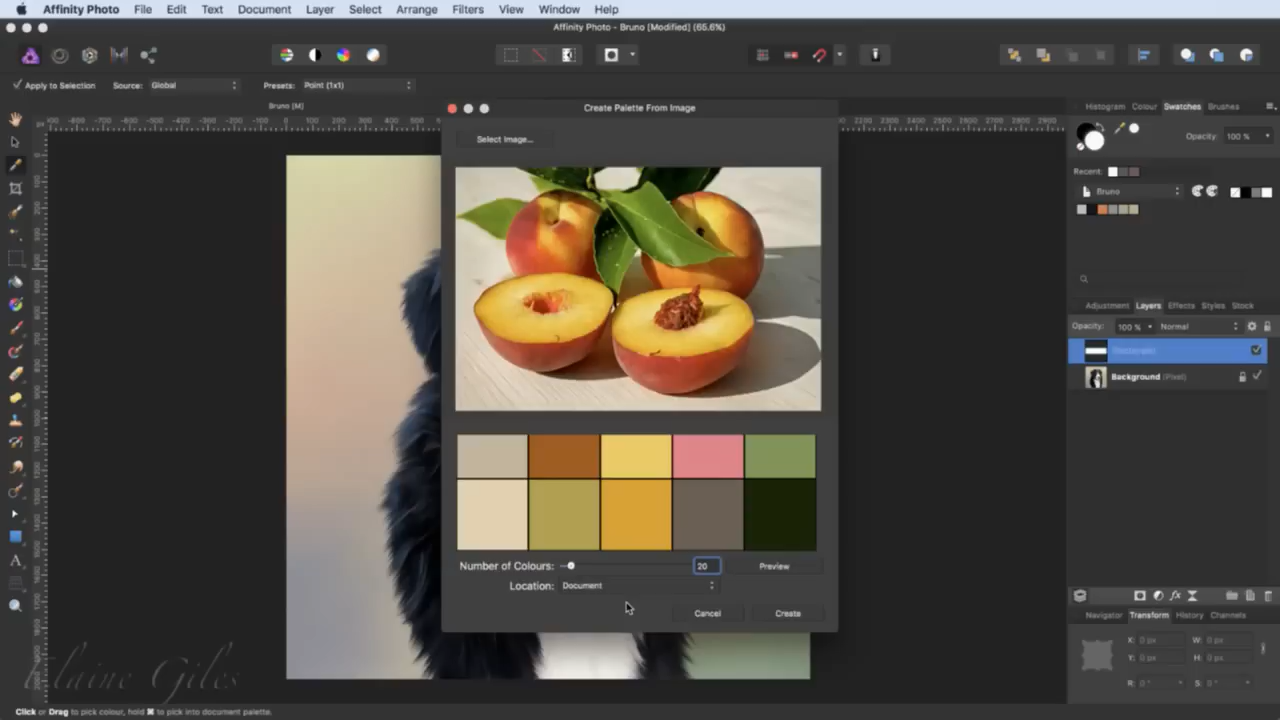 Affinity Photo File Edit Text Document Layer Select Arrange Filters View Window Help
Affinity Photo - Bruno [Modified] (65.6%)
Apply to Selection Source: Global Presets: Point (1x1)
Bruno [M]
Create Palette From Image
Select Image...
Number of Colours: 20 Preview
Location: Document
Cancel Create
Histogram Colour Swatches Brushes
Opacity: 100 %
Recent:
Bruno
Adjustment Layers Effects Styles Stock
Opacity: 100 % Normal
Background (Pixel)
Navigator Transform History Channels
X: 0 px W: 0 px
Y: 0 px H: 0 px
R: 0 ° S: 0 °
Elaine Giles
Click or Drag to pick colour, hold ⌘ to pick into document palette.